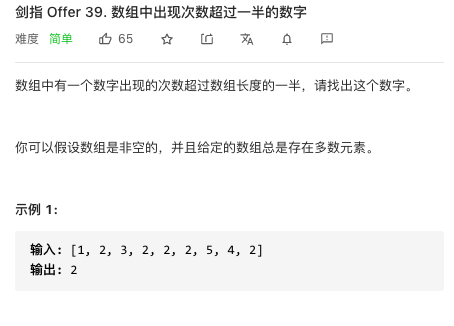 剑指 Offer 39. 数组中出现次数超过一半的数字
难度 简单 65
数组中有一个数字出现的次数超过数组长度的一半，请找出这个数字。
你可以假设数组是非空的，并且给定的数组总是存在多数元素。
示例 1：
输入: [1, 2, 3, 2, 2, 2, 5, 4, 2]
输出: 2